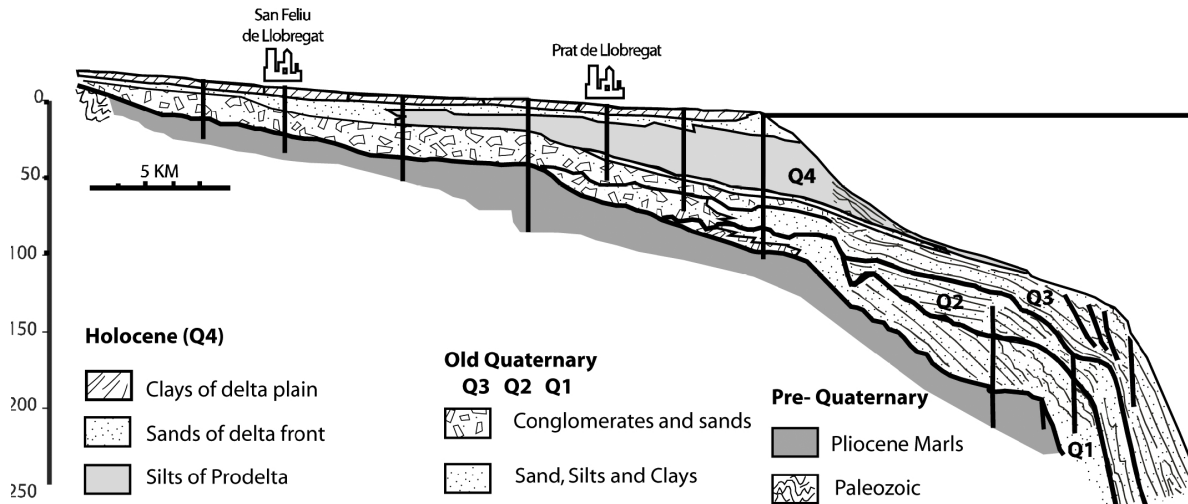 San Feliu
de Llobregat
Prat de Llobregat
0
5 KM
50
Q4
100
Q3
Q2
150
Holocene (Q4)
Old Quaternary
Q3 Q2 Q1
Clays of delta plain
Pre- Quaternary
200
Conglomerates and sands
Sands of delta front
Pliocene Marls
Q1
Silts of Prodelta
Sand, Silts and Clays
Paleozoic
250